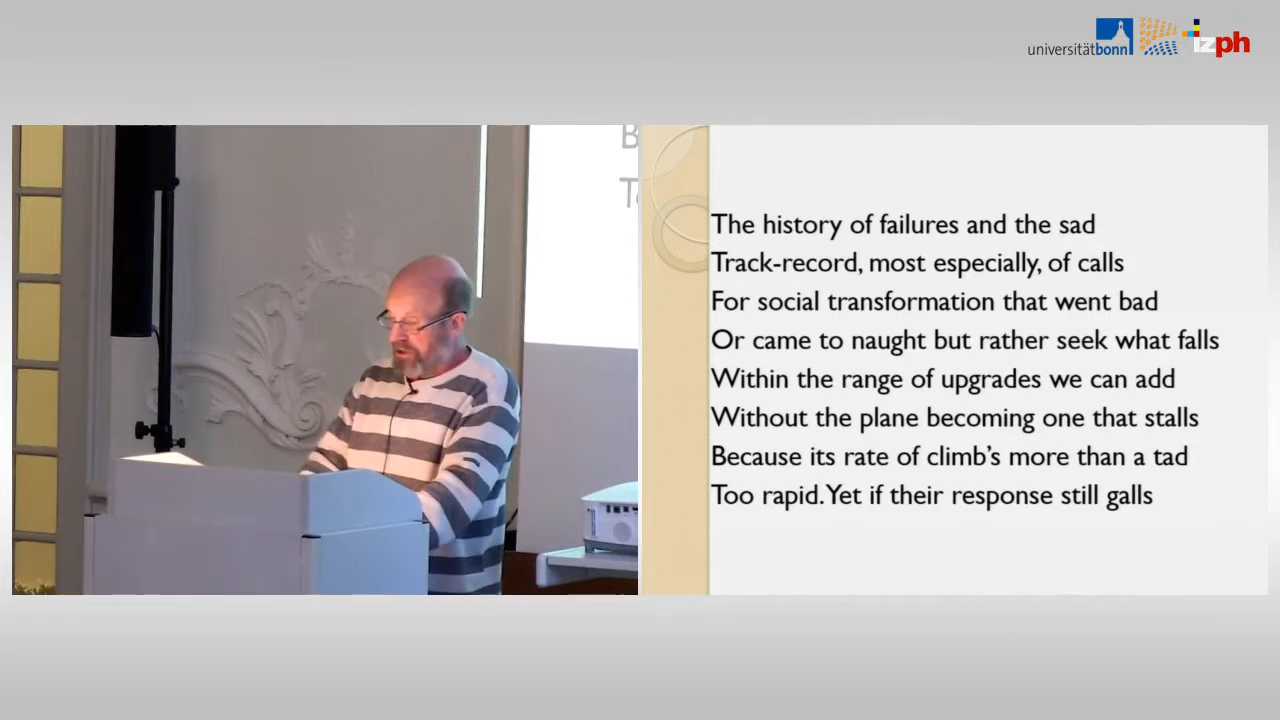 universitätbonn
izph
B
The history of failures and the sad
Track-record, most especially, of calls
For social transformation that went bad
Or came to naught but rather seek what falls
Within the range of upgrades we can add
Without the plane becoming one that stalls
Because its rate of climb's more than a tad
Too rapid. Yet if their response still galls